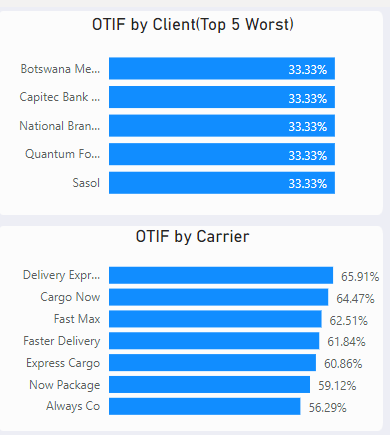 OTIF by Client(Top 5 Worst)
Botswana Me... 33.33%
Capitec Bank ... 33.33%
National Bran... 33.33%
Quantum Fo... 33.33%
Sasol 33.33%
OTIF by Carrier
Delivery Expr... 65.91%
Cargo Now 64.47%
Fast Max 62.51%
Faster Delivery 61.84%
Express Cargo 60.86%
Now Package 59.12%
Always Co 56.29%